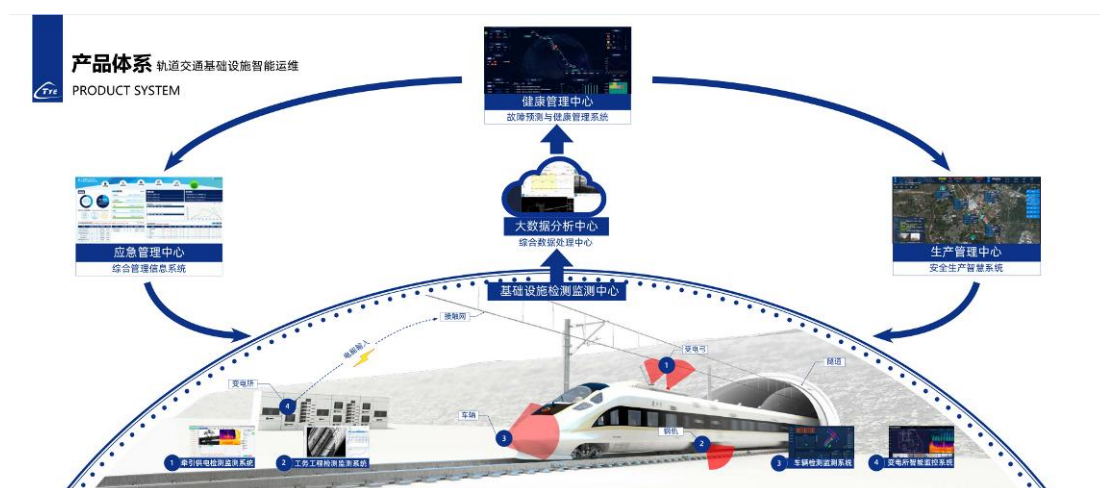 产品体系 轨道交通基础设施智能运维
PRODUCT SYSTEM
TYE
健康管理中心
故障预测与健康管理系统
大数据分析中心
综合数据处理中心
应急管理中心
综合管理信息系统
生产管理中心
安全生产智慧系统
基础设施检测监测中心
接触网
电能输入
受电弓
1
隧道
变电所
4
车辆
3
钢轨
2
1 牵引供电检测监测系统
2 工务工程检测监测系统
3 车辆检测监测系统
4 变电所智能监控系统